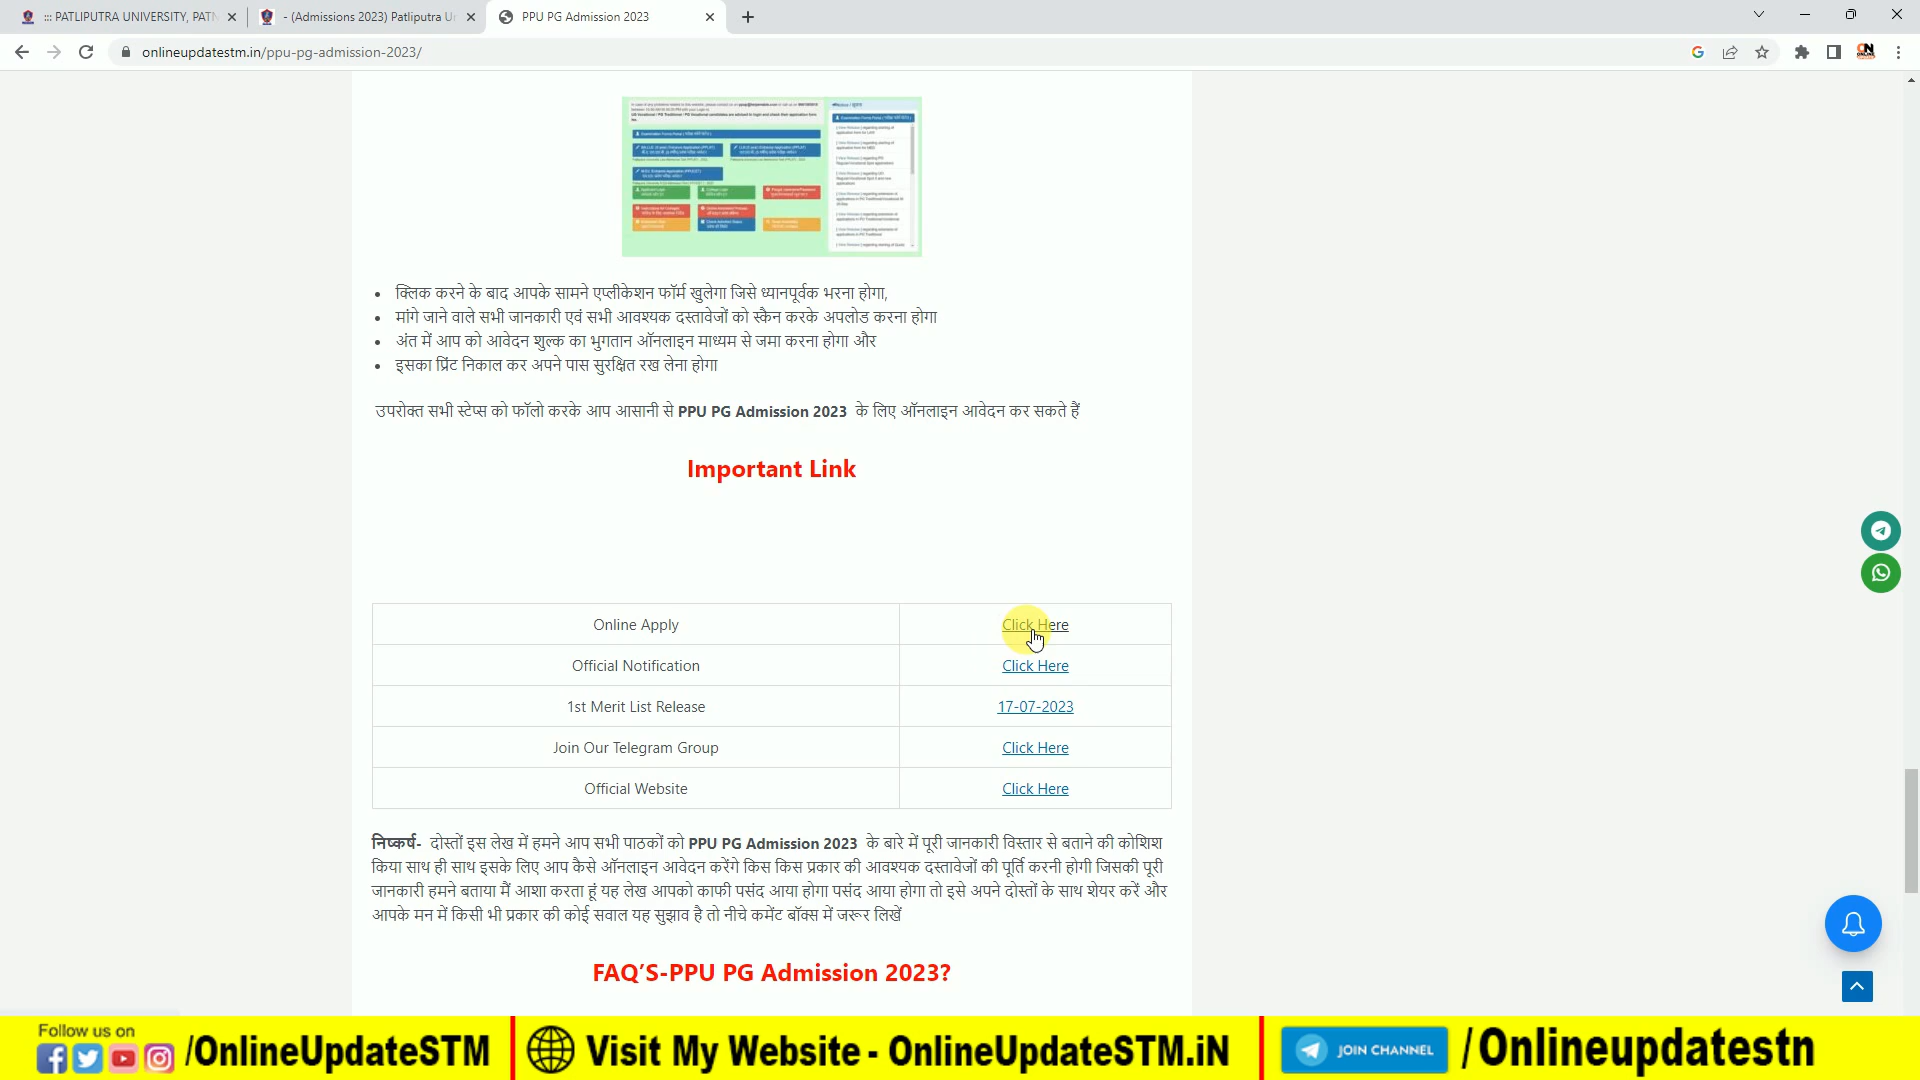 ::: PATLIPUTRA UNIVERSITY, PATN
- (Admissions 2023) Patliputra Un
PPU PG Admission 2023
onlineupdatestm.in/ppu-pg-admission-2023/
क्लिक करने के बाद आपके सामने एप्लीकेशन फॉर्म खुलेगा जिसे ध्यानपूर्वक भरना होगा,
मांगे जाने वाले सभी जानकारी एवं सभी आवश्यक दस्तावेजों को स्कैन करके अपलोड करना होगा
अंत में आप को आवेदन शुल्क का भुगतान ऑनलाइन माध्यम से जमा करना होगा और
इसका प्रिंट निकाल कर अपने पास सुरक्षित रख लेना होगा
उपरोक्त सभी स्टेप्स को फॉलो करके आप आसानी से PPU PG Admission 2023 के लिए ऑनलाइन आवेदन कर सकते हैं
Important Link
Online Apply Click Here
Official Notification Click Here
1st Merit List Release 17-07-2023
Join Our Telegram Group Click Here
Official Website Click Here
निष्कर्ष- दोस्तों इस लेख में हमने आप सभी पाठकों को PPU PG Admission 2023 के बारे में पूरी जानकारी विस्तार से बताने की कोशिश
किया साथ ही साथ इसके लिए आप कैसे ऑनलाइन आवेदन करेंगे किस किस प्रकार की आवश्यक दस्तावेजों की पूर्ति करनी होगी जिसकी पूरी
जानकारी हमने बताया मैं आशा करता हूं यह लेख आपको काफी पसंद आया होगा पसंद आया होगा तो इसे अपने दोस्तों के साथ शेयर करें और
आपके मन में किसी भी प्रकार की कोई सवाल यह सुझाव है तो नीचे कमेंट बॉक्स में जरूर लिखें
FAQ’S-PPU PG Admission 2023?
Follow us on
/OnlineUpdateSTM
Visit My Website - OnlineUpdateSTM.iN
JOIN CHANNEL
/Onlineupdatestn